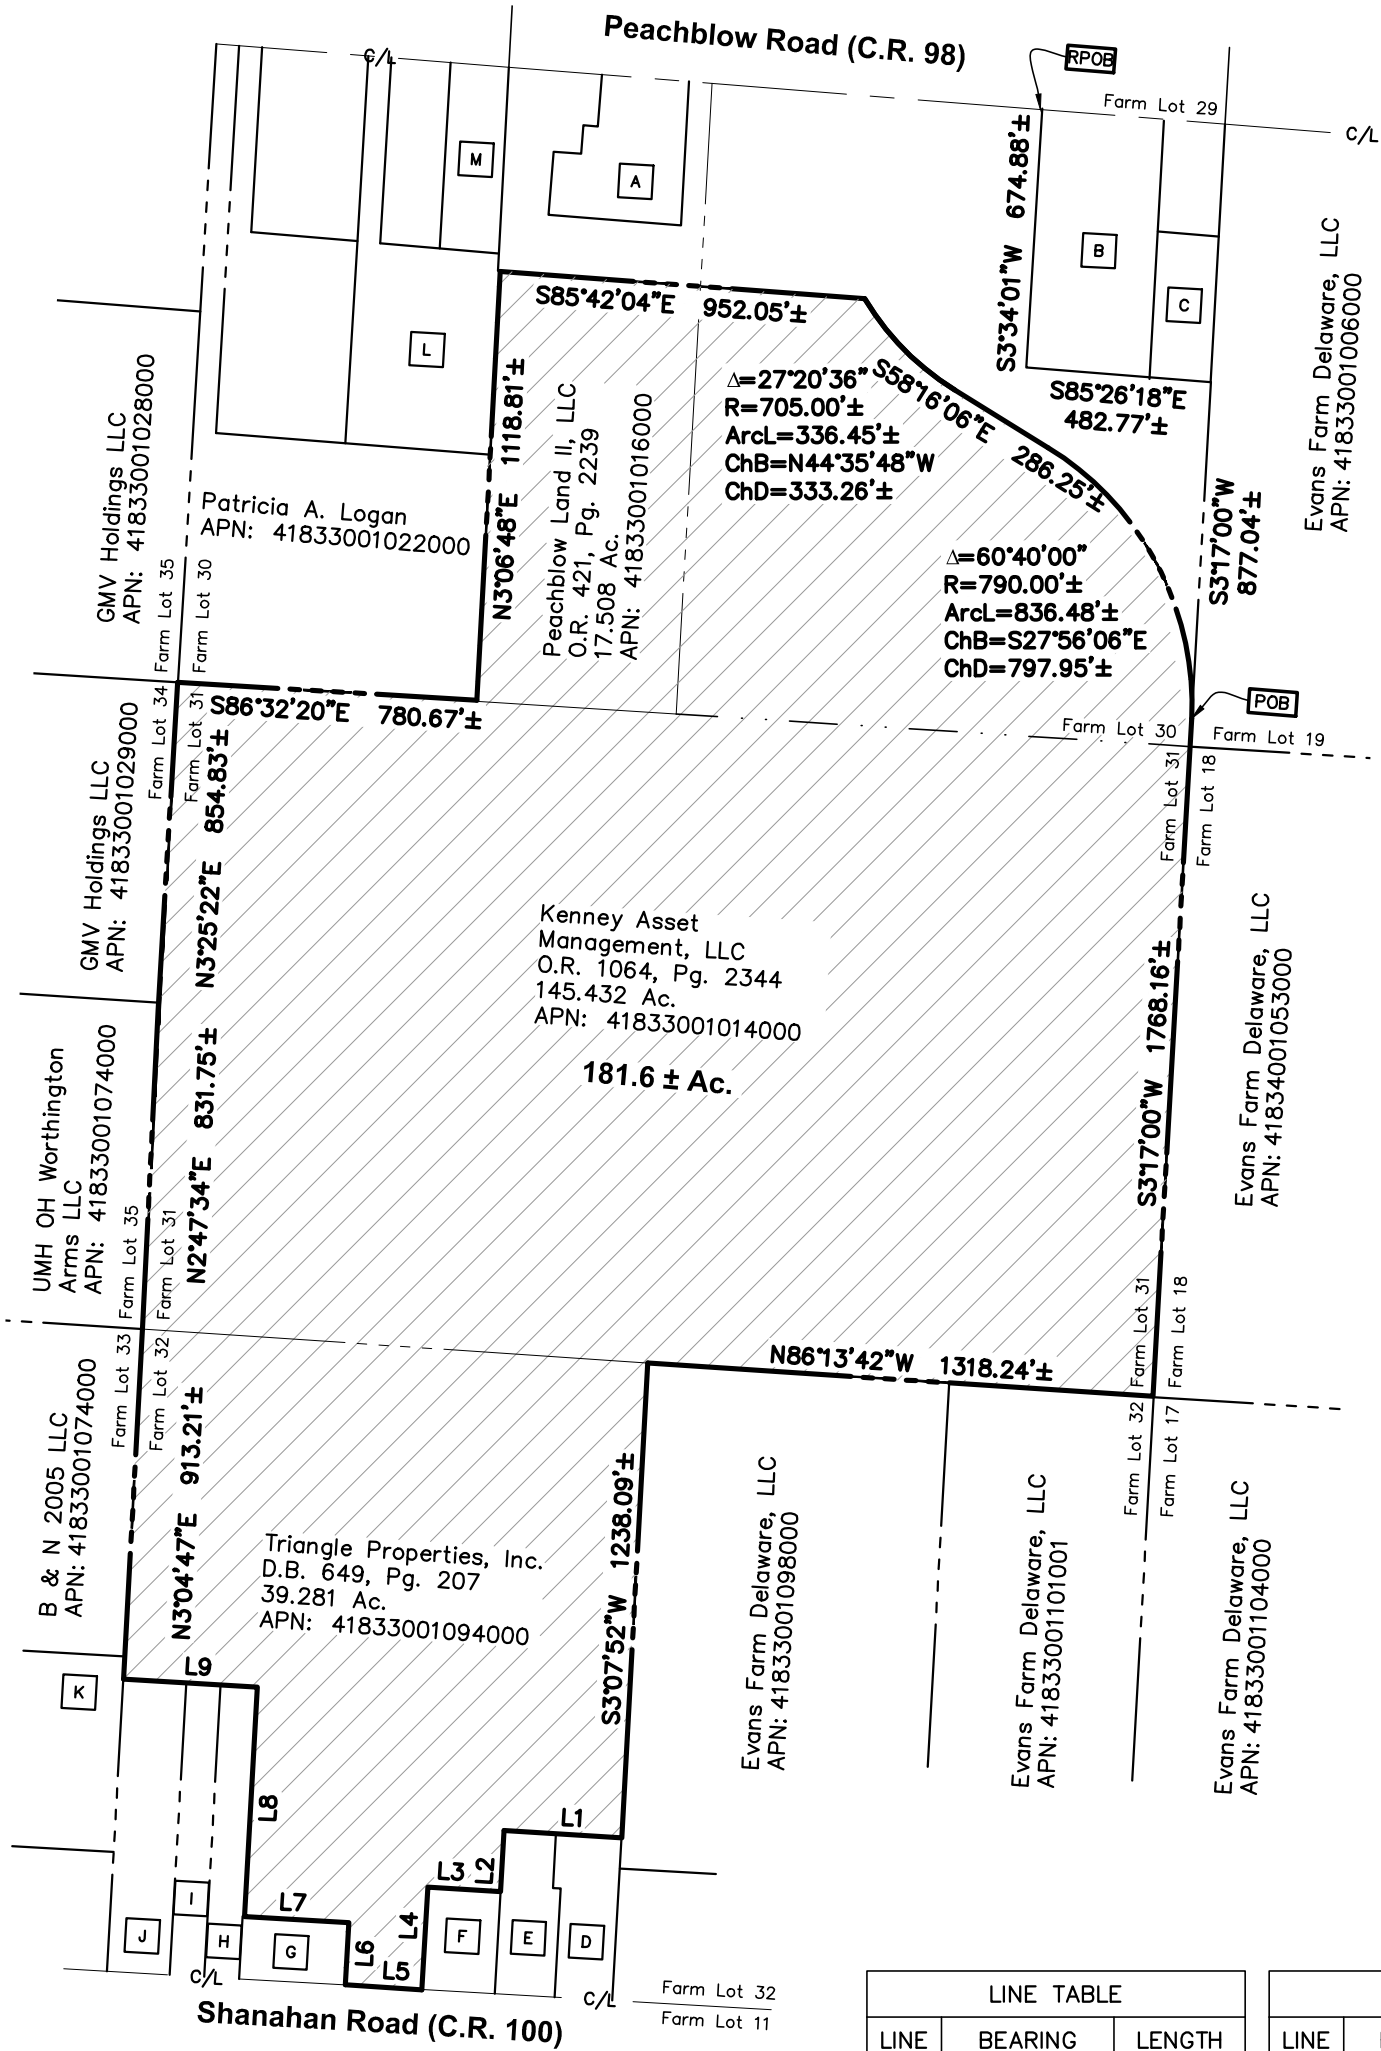 Peachblow Road (C.R. 98)
RPOB
C/L
Farm Lot 29
C/L
M
A
B
C
L
S3°34'01"W 674.88'±
S85°26'18"E
482.77'±
Evans Farm Delaware, LLC
APN: 41833001006000
S85°42'04"E 952.05'±
N3°06'48"E 1118.81'±
Peachblow Land II, LLC
O.R. 421, Pg. 2239
17.508 Ac.
APN: 41833001016000
Δ=27°20'36"
R=705.00'±
ArcL=336.45'±
ChB=N44°35'48"W
ChD=333.26'±
S58°16'06"E 286.25'±
Δ=60°40'00"
R=790.00'±
ArcL=836.48'±
ChB=S27°56'06"E
ChD=797.95'±
S3°17'00"W
877.04'±
GMV Holdings LLC
APN: 41833001028000
Patricia A. Logan
APN: 41833001022000
Farm Lot 35
Farm Lot 30
POB
S86°32'20"E 780.67'±
Farm Lot 34
Farm Lot 31
Farm Lot 30
Farm Lot 19
Farm Lot 31
Farm Lot 18
GMV Holdings LLC
APN: 41833001029000
N3°25'22"E 854.83'±
Kenney Asset
Management, LLC
O.R. 1064, Pg. 2344
145.432 Ac.
APN: 41833001014000
181.6 ± Ac.
S3°17'00"W 1768.16'±
Evans Farm Delaware, LLC
APN: 41834001053000
UMH OH Worthington
Arms LLC
APN: 41833001074000
N2°47'34"E 831.75'±
Farm Lot 35
Farm Lot 31
Farm Lot 31
Farm Lot 18
Farm Lot 33
Farm Lot 32
N86°13'42"W 1318.24'±
Farm Lot 32
Farm Lot 17
B & N 2005 LLC
APN: 41833001074000
N3°04'47"E 913.21'±
Triangle Properties, Inc.
D.B. 649, Pg. 207
39.281 Ac.
APN: 41833001094000
S3°07'52"W 1238.09'±
Evans Farm Delaware, LLC
APN: 41833001098000
Evans Farm Delaware, LLC
APN: 41833001101001
Evans Farm Delaware, LLC
APN: 41833001104000
L9
K
L8
L1
L3
L2
L7
L4
I
J
H
G
L6
L5
F
E
D
C/L
C/L
Farm Lot 32
Farm Lot 11
Shanahan Road (C.R. 100)
LINE TABLE
LINE BEARING LENGTH
LINE